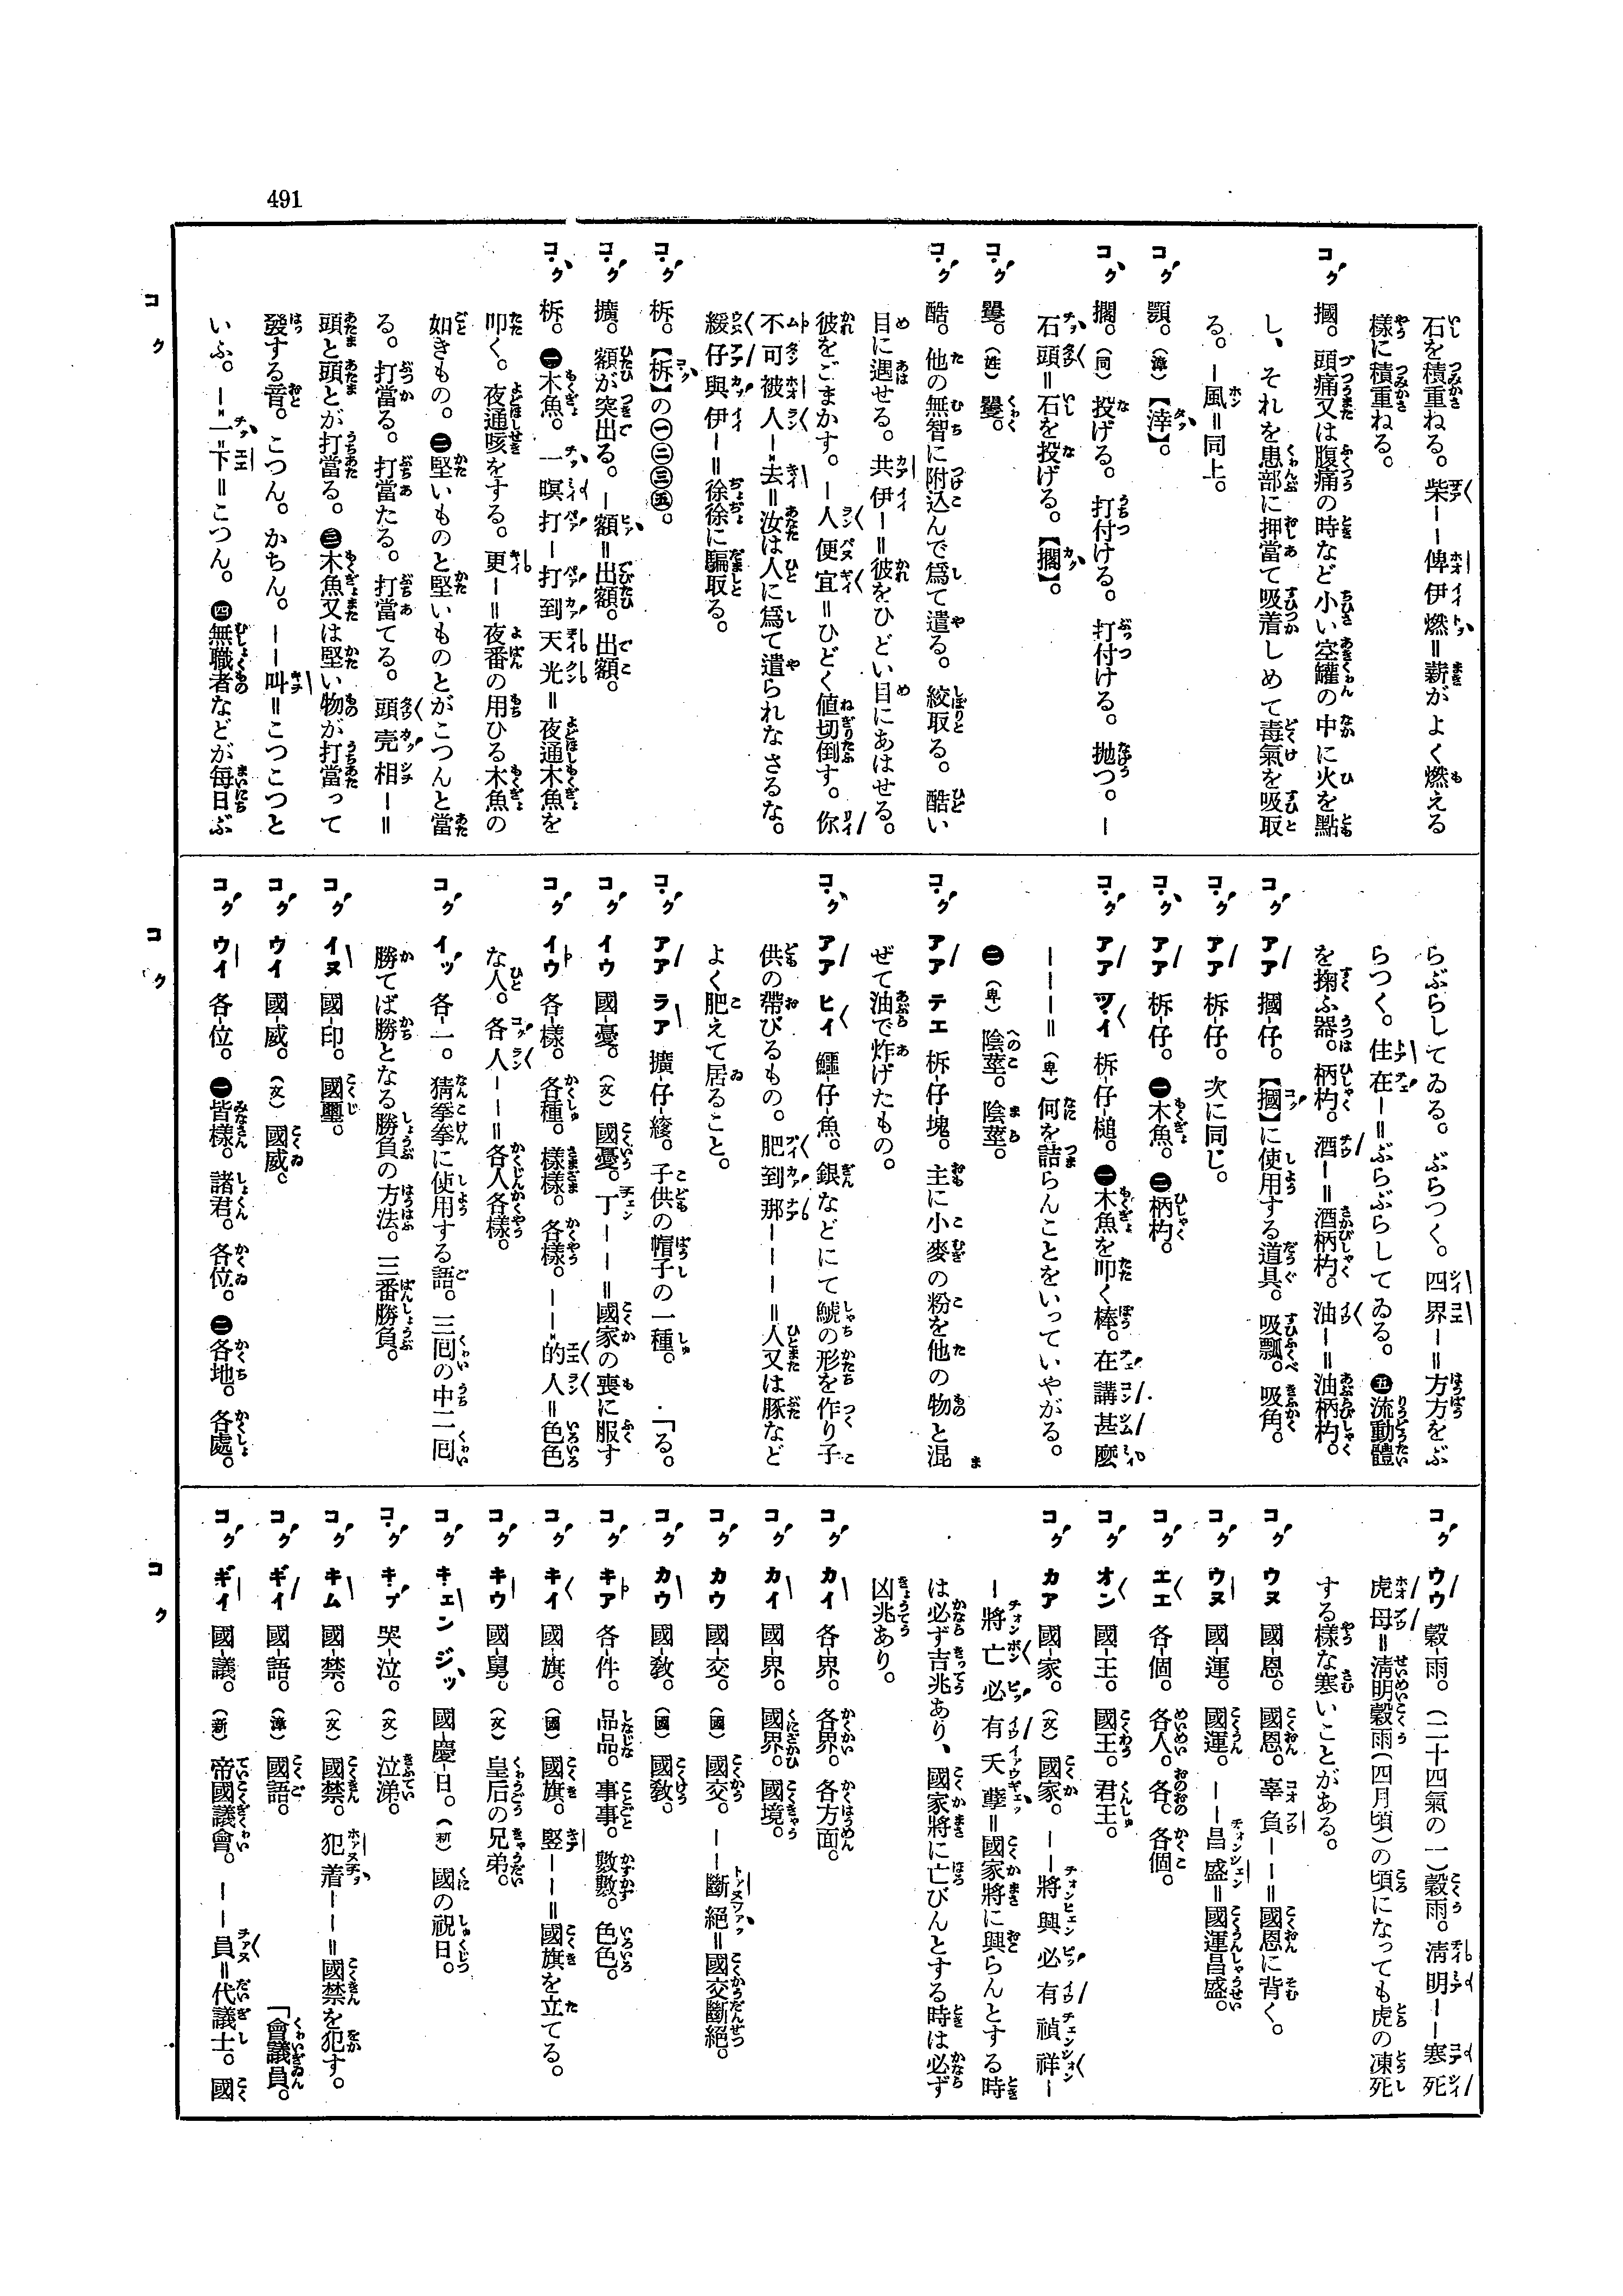 491
石を積重ねる。柴ーー俾伊燃＝薪がよく燃える
樣に積重ねる。
コク 摑。頭痛又は腹痛の時など小い空罐の中に火を點
し、それを患部に押當て吸着しめて毒氣を吸取
る。ー風＝同上。
コク 顎。（漳）【滓】。
コク 擱。（同）投げる。打付ける。打付ける。抛つ。ー
石頭＝石を投げる。【擱】。
コク 嚳。（姓）嚳。
コク 酷。他の無智に附込んで爲て遣る。絞取る。酷い
目に遇せる。共伊ー＝彼をひどい目にあはせる。
彼をごまかす。ー人便宜＝ひどく値切倒す。你
不可被人ー去＝汝は人に爲て遣られなさるな。
緩仔與伊ー＝徐徐に騙取る。
コク 柝。【柝】の㊀㊁㊂㊄。
コク 擴。額が突出る。ー額＝出額。出額。
コク 柝。㊀木魚。一暝打ー打到天光＝夜通木魚を
叩く。夜通咳をする。更ー＝夜番の用ひる木魚の
如きもの。㊁堅いものと堅いものとがこつんと當
る。打當る。打當たる。打當てる。頭壳相ー＝
頭と頭とが打當る。㊂木魚又は堅い物が打當って
發する音。こつん。かちん。ーー叫＝こつこつと
いふ。ー一下＝こつん。㊃無職者などが每日ぶ
らぶらしてゐる。ぶらつく。四界ー＝方方をぶ
らつく。住在ー＝ぶらぶらしてゐる。㊄流動體
を掬ふ器。柄杓。酒ー＝酒柄杓。油ー＝油柄杓。
コク アア 摑-仔。【摑】に使用する道具。吸瓢。吸角。
コク アア 柝-仔。次に同じ。
コク アア 柝-仔。㊀木魚。㊁柄杓。
コク アア ツイ 柝-仔-槌。㊀木魚を叩く棒。在講甚麼
ーーーー＝（卑）何を詰らんことをいっていやがる。
㊁（卑）陰莖。陰莖。
コク アア テエ 柝-仔-塊。主に小麥の粉を他の物と混
ぜて油で炸げたもの。
コク アア ヒイ 鱷-仔-魚。銀などにて鯱の形を作り子
供の帶びるもの。肥到那ーーー＝人又は豚など
よく肥えて居ること。
コク アア ラア 擴-仔-綾。子供の帽子の一種。「る。
コク イウ 國-憂。（文）國憂。丁ーー＝國家の喪に服す
コク イウ 各-樣。各種。樣樣。各樣。ーー的人＝色色
な人。各人ーー＝各人各樣。
コク イッ 各-一。猜拳拳に使用する語。三囘の中二囘
勝てば勝となる勝負の方法。三番勝負。
コク イヌ 國-印。國璽。
コク ウイ 國-威。（文）國威。
コク ウイ 各-位。㊀皆樣。諸君。各位。㊁各地。各處。
コク ウウ 穀-雨。（二十四氣の一）穀雨。淸明ーー寒死
虎母＝淸明穀雨（四月頃）の頃になっても虎の凍死
する樣な寒いことがある。
コク ウヌ 國-恩。國恩。辜負ーー＝國恩に背く。
コク ウヌ 國-運。國運。ーー昌盛＝國運昌盛。
コク エエ 各-個。各人。各。各個。
コク オン 國-王。國王。君王。
コク カア 國-家。（文）國家。ーー將興必有禎祥ー
ー將亡必有夭孽＝國家將に興らんとする時
は必ず吉兆あり、國家將に亡びんとする時は必ず
凶兆あり。
コク カイ 各-界。各界。各方面。
コク カイ 國-界。國界。國境。
コク カウ 國-交。（國）國交。ーー斷絕＝國交斷絕。
コク カウ 國-敎。（國）國敎。
コク キア 各-件。品品。事事。數數。色色。
コク キイ 國-旗。（國）國旗。竪ーー＝國旗を立てる。
コク キウ 國-舅。（文）皇后の兄弟。
コク キェン ジッ 國-慶-日。（新）國の祝日。
コク キプ 哭-泣。（文）泣涕。
コク キム 國-禁。（文）國禁。犯着ーー＝國禁を犯す。
コク ギイ 國-語。（漳）國語。「會議員。
コク ギイ 國-議。（新）帝國議會。ーー員＝代議士。國
コク
コク
コク